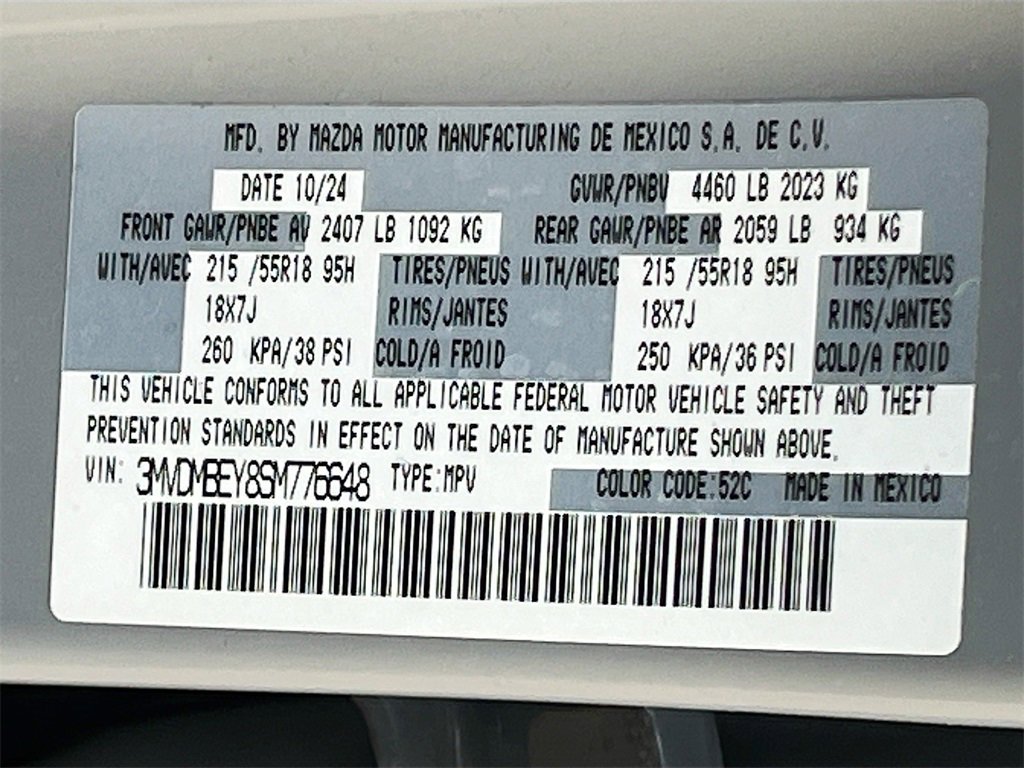 MFD. BY MAZDA MOTOR MANUFACTURING DE MEXICO S.A. DE C.V.
DATE 10/24 GVWR/PNBV 4460 LB 2023 KG
FRONT GAWR/PNBE AV 2407 LB 1092 KG REAR GAWR/PNBE AR 2059 LB 934 KG
WITH/AVEC 215 /55R18 95H TIRES/PNEUS WITH/AVEC 215 /55R18 95H TIRES/PNEUS
18X7J RIMS/JANTES 18X7J RIMS/JANTES
260 KPA/38 PSI COLD/A FROID 250 KPA/36 PSI COLD/A FROID
THIS VEHICLE CONFORMS TO ALL APPLICABLE FEDERAL MOTOR VEHICLE SAFETY AND THEFT
PREVENTION STANDARDS IN EFFECT ON THE DATE OF MANUFACTURE SHOWN ABOVE.
VIN: 3MVDMBEY8SM776648 TYPE:MPV COLOR CODE:52C MADE IN MEXICO